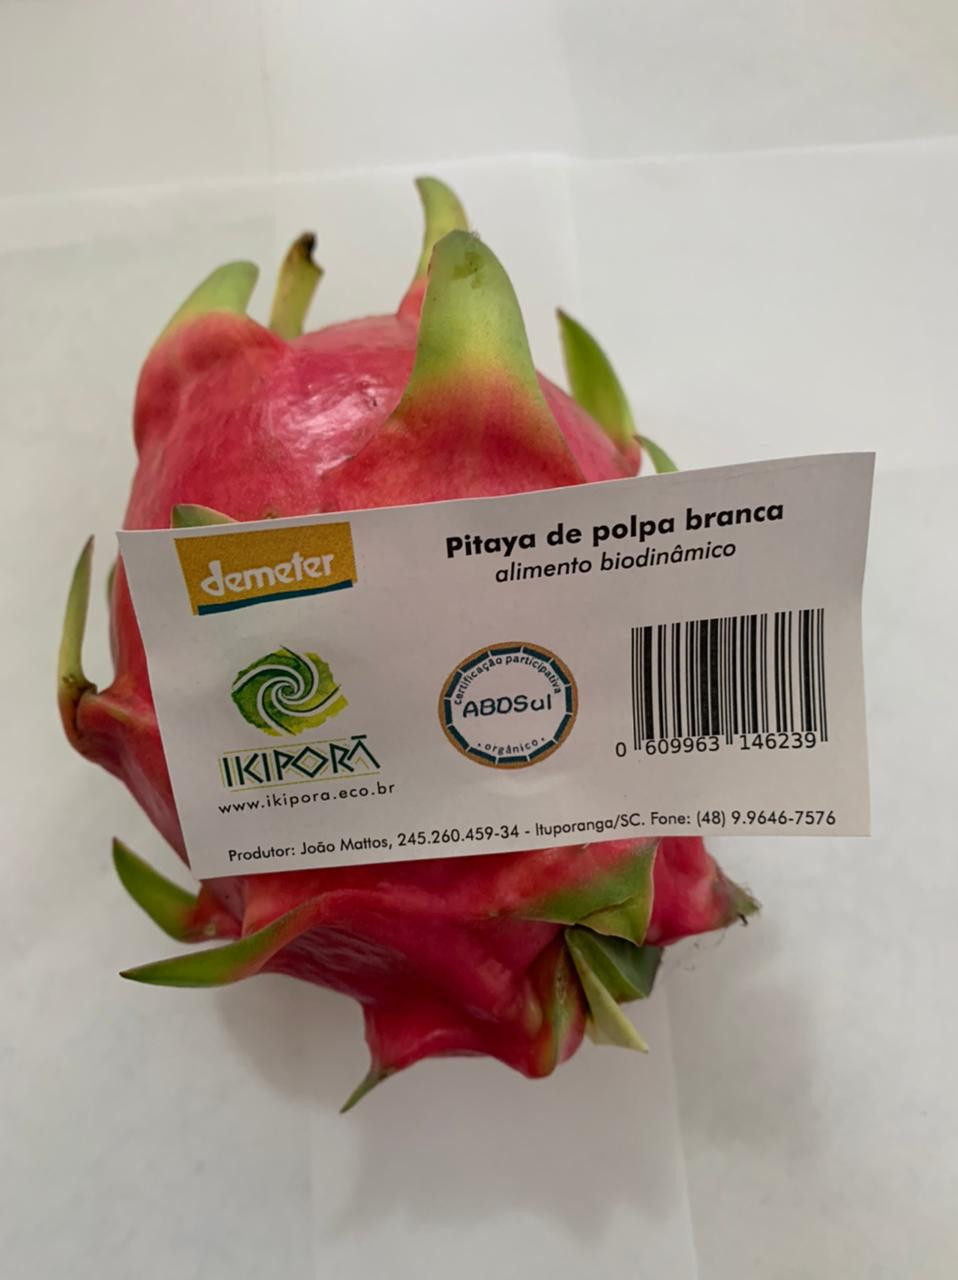 demeter
Pitaya de polpa branca
alimento biodinâmico
IKIPORÃ
www.ikipora.eco.br
certificação participativa
ABDSul
• orgânico •
0 609963 146239
Produtor: João Mattos, 245.260.459-34 - Ituporanga/SC. Fone: (48) 9.9646-7576